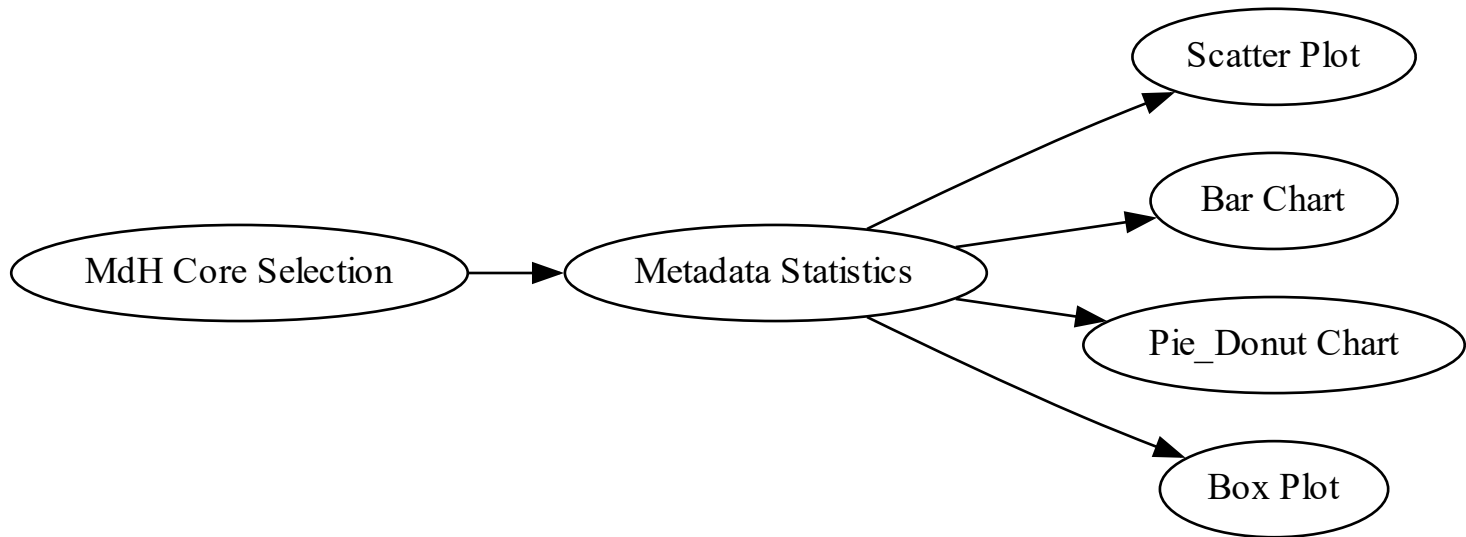 Scatter Plot
Bar Chart
MdH Core Selection
Metadata Statistics
Pie_Donut Chart
Box Plot